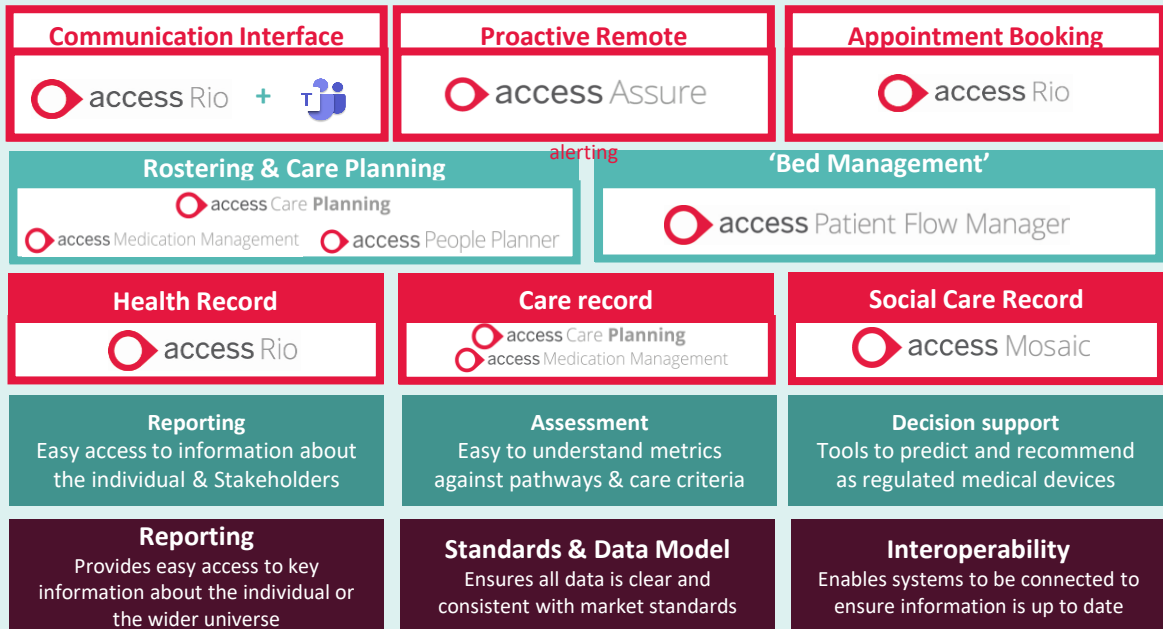 Communication Interface
access Rio + T
Proactive Remote
access Assure
alerting
Appointment Booking
access Rio
Rostering & Care Planning
access Care Planning
access Medication Management access People Planner
'Bed Management'
access Patient Flow Manager
Health Record
access Rio
Care record
access Care Planning
access Medication Management
Social Care Record
access Mosaic
Reporting
Easy access to information about
the individual & Stakeholders
Assessment
Easy to understand metrics
against pathways & care criteria
Decision support
Tools to predict and recommend
as regulated medical devices
Reporting
Provides easy access to key
information about the individual or
the wider universe
Standards & Data Model
Ensures all data is clear and
consistent with market standards
Interoperability
Enables systems to be connected to
ensure information is up to date